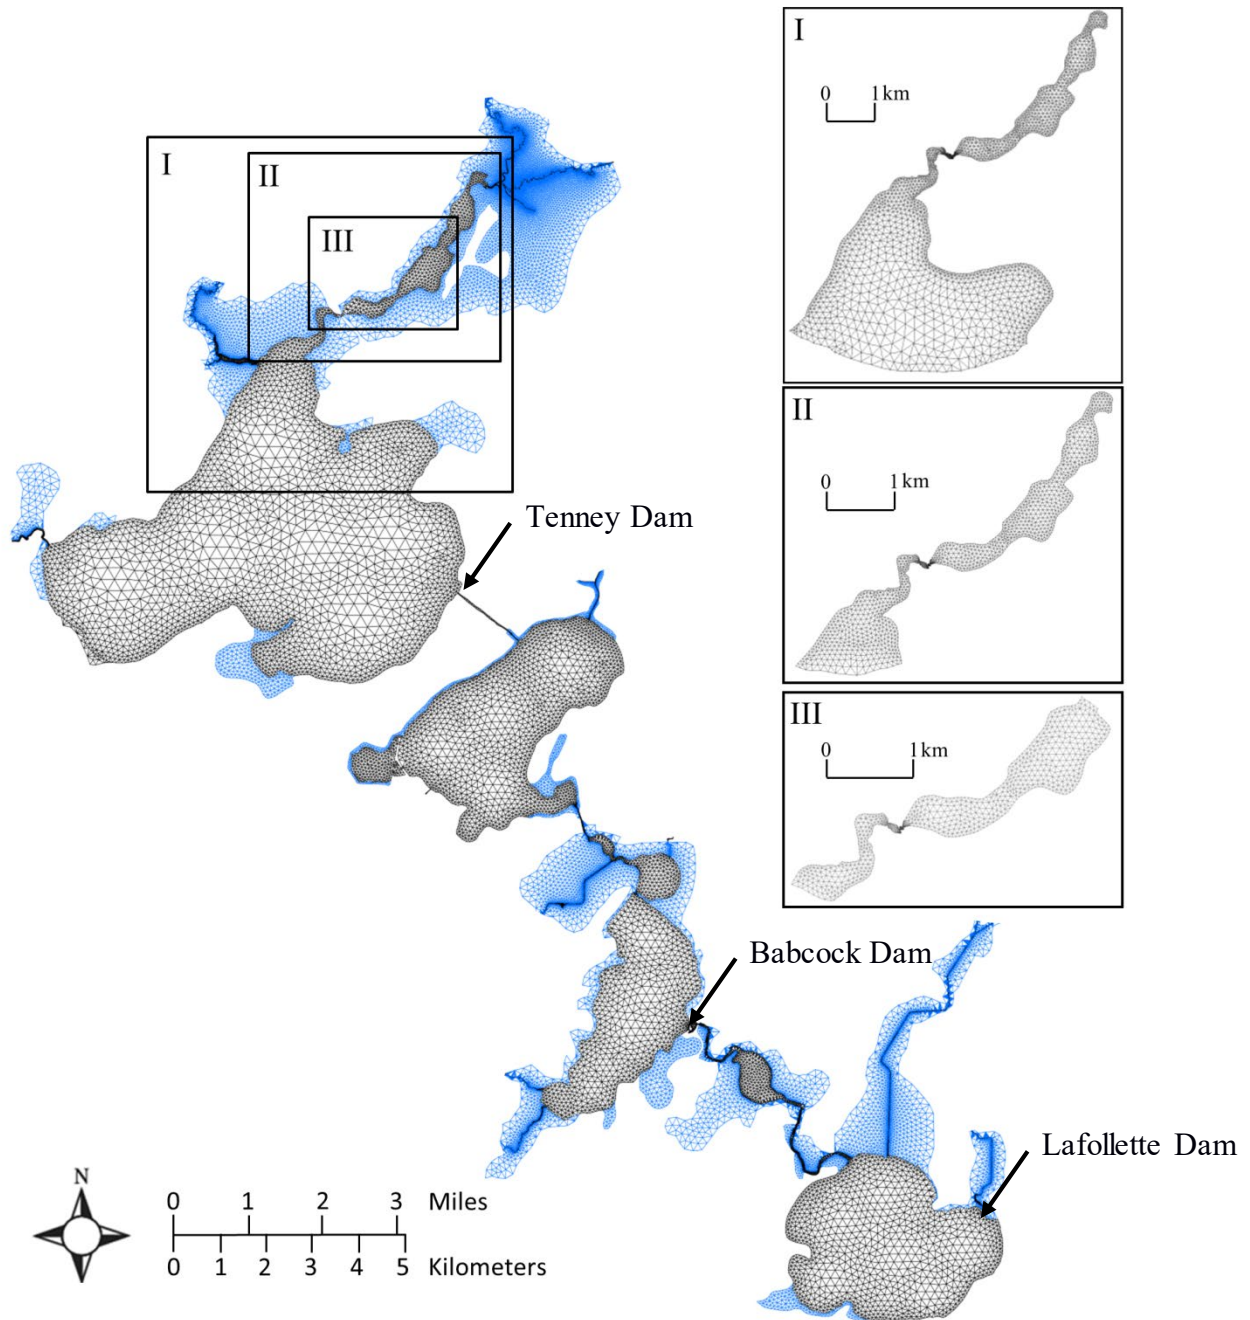 I
II
III
I
0 1 km
II
0 1 km
III
0 1 km
Tenney Dam
Babcock Dam
Lafollette Dam
N
0 1 2 3 Miles
0 1 2 3 4 5 Kilometers